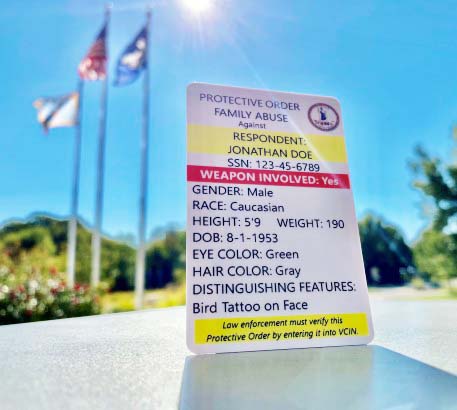 PROTECTIVE ORDER
FAMILY ABUSE
Against
RESPONDENT:
JONATHAN DOE
SSN: 123-45-6789
WEAPON INVOLVED: Yes
GENDER: Male
RACE: Caucasian
HEIGHT: 5'9 WEIGHT: 190
DOB: 8-1-1953
EYE COLOR: Green
HAIR COLOR: Gray
DISTINGUISHING FEATURES:
Bird Tattoo on Face
Law enforcement must verify this
Protective Order by entering it into VCIN.